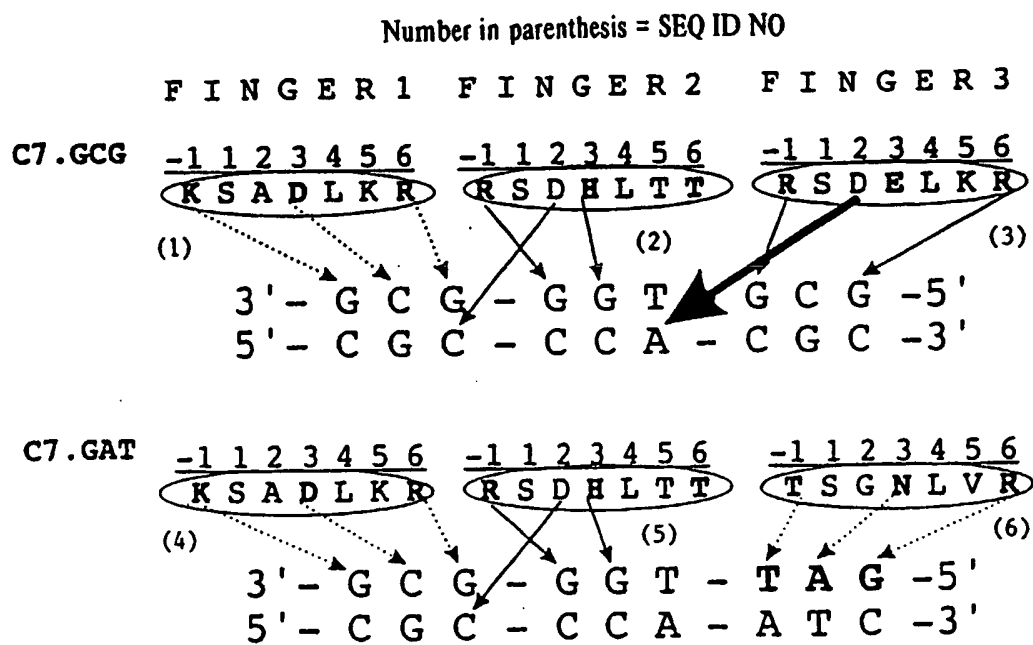 Number in parenthesis = SEQ ID NO
F I N G E R 1 F I N G E R 2 F I N G E R 3
C7.GCG -1 1 2 3 4 5 6 -1 1 2 3 4 5 6 -1 1 2 3 4 5 6
K S A D L K R R S D H L T T R S D E L K R
(1) (2) (3)
3'- G C G - G G T G C G -5'
5'- C G C - C C A - C G C -3'
C7.GAT -1 1 2 3 4 5 6 -1 1 2 3 4 5 6 -1 1 2 3 4 5 6
K S A D L K R R S D H L T T T S G N L V R
(4) (5) (6)
3'- G C G - G G T - T A G -5'
5'- C G C - C C A - A T C -3'